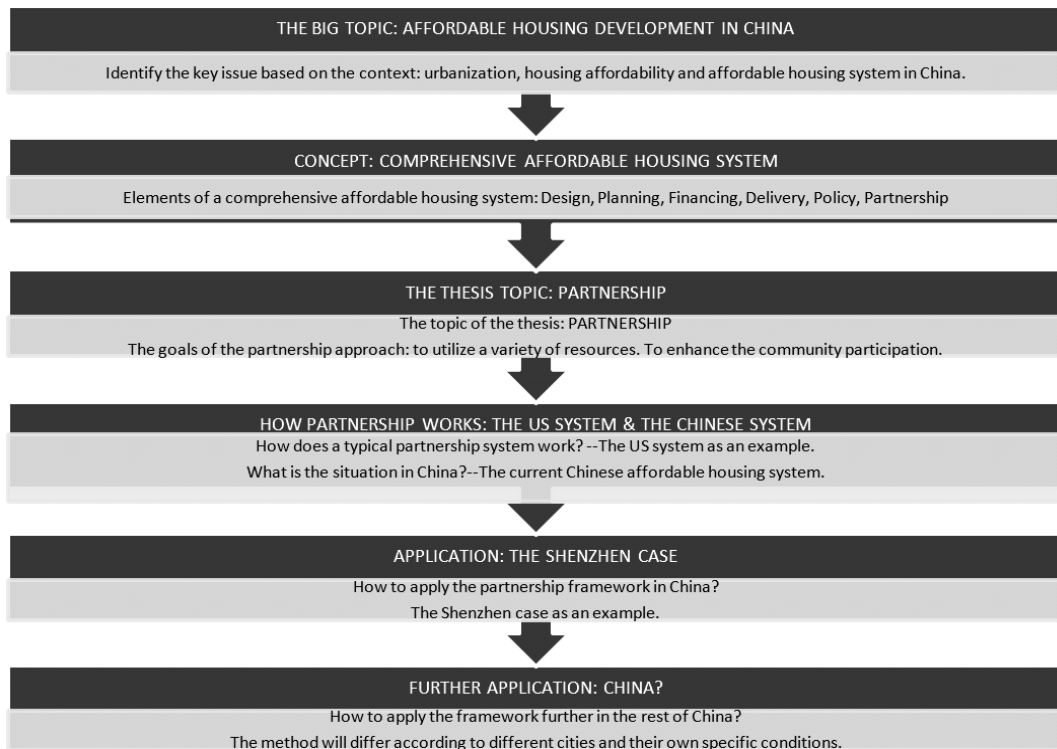 THE BIG TOPIC: AFFORDABLE HOUSING DEVELOPMENT IN CHINA
Identify the key issue based on the context: urbanization, housing affordability and affordable housing system in China.
CONCEPT: COMPREHENSIVE AFFORDABLE HOUSING SYSTEM
Elements of a comprehensive affordable housing system: Design, Planning, Financing, Delivery, Policy, Partnership
THE THESIS TOPIC: PARTNERSHIP
The topic of the thesis: PARTNERSHIP
The goals of the partnership approach: to utilize a variety of resources. To enhance the community participation.
HOW PARTNERSHIP WORKS: THE US SYSTEM & THE CHINESE SYSTEM
How does a typical partnership system work? --The US system as an example.
What is the situation in China?--The current Chinese affordable housing system.
APPLICATION: THE SHENZHEN CASE
How to apply the partnership framework in China?
The Shenzhen case as an example.
FURTHER APPLICATION: CHINA?
How to apply the framework further in the rest of China?
The method will differ according to different cities and their own specific conditions.